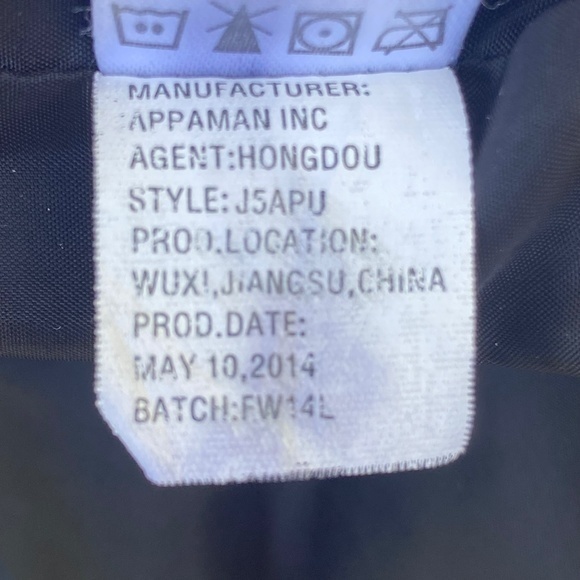 MANUFACTURER:
APPAMAN INC
AGENT:HONGDOU
STYLE:J5APU
PROD.LOCATION:
WUXI,JIANGSU,CHINA
PROD.DATE:
MAY 10,2014
BATCH:FW14L